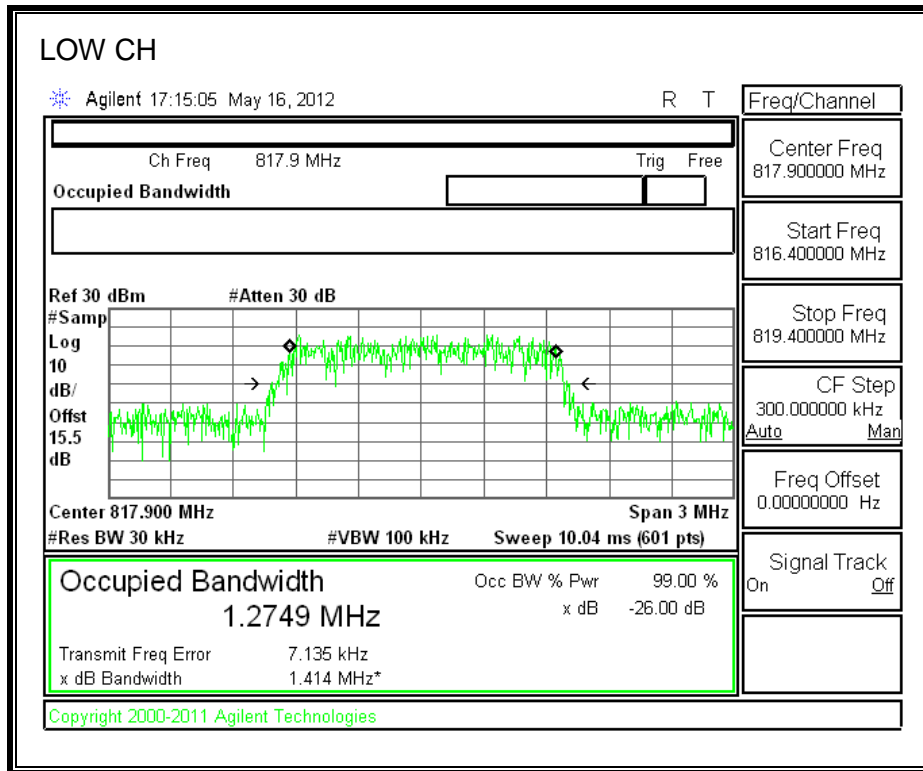 LOW CH
Agilent 17:15:05 May 16, 2012 R T
Freq/Channel
Ch Freq 817.9 MHz Trig Free
Occupied Bandwidth
Center Freq
817.900000 MHz
Start Freq
816.400000 MHz
Stop Freq
819.400000 MHz
CF Step
300.000000 kHz
Auto Man
Freq Offset
0.00000000 Hz
Signal Track
On Off
Ref 30 dBm #Atten 30 dB
#Samp
Log
10
dB/
Offst
15.5
dB
Center 817.900 MHz Span 3 MHz
#Res BW 30 kHz #VBW 100 kHz Sweep 10.04 ms (601 pts)
Occupied Bandwidth Occ BW % Pwr 99.00 %
1.2749 MHz x dB -26.00 dB
Transmit Freq Error 7.135 kHz
x dB Bandwidth 1.414 MHz*
Copyright 2000-2011 Agilent Technologies